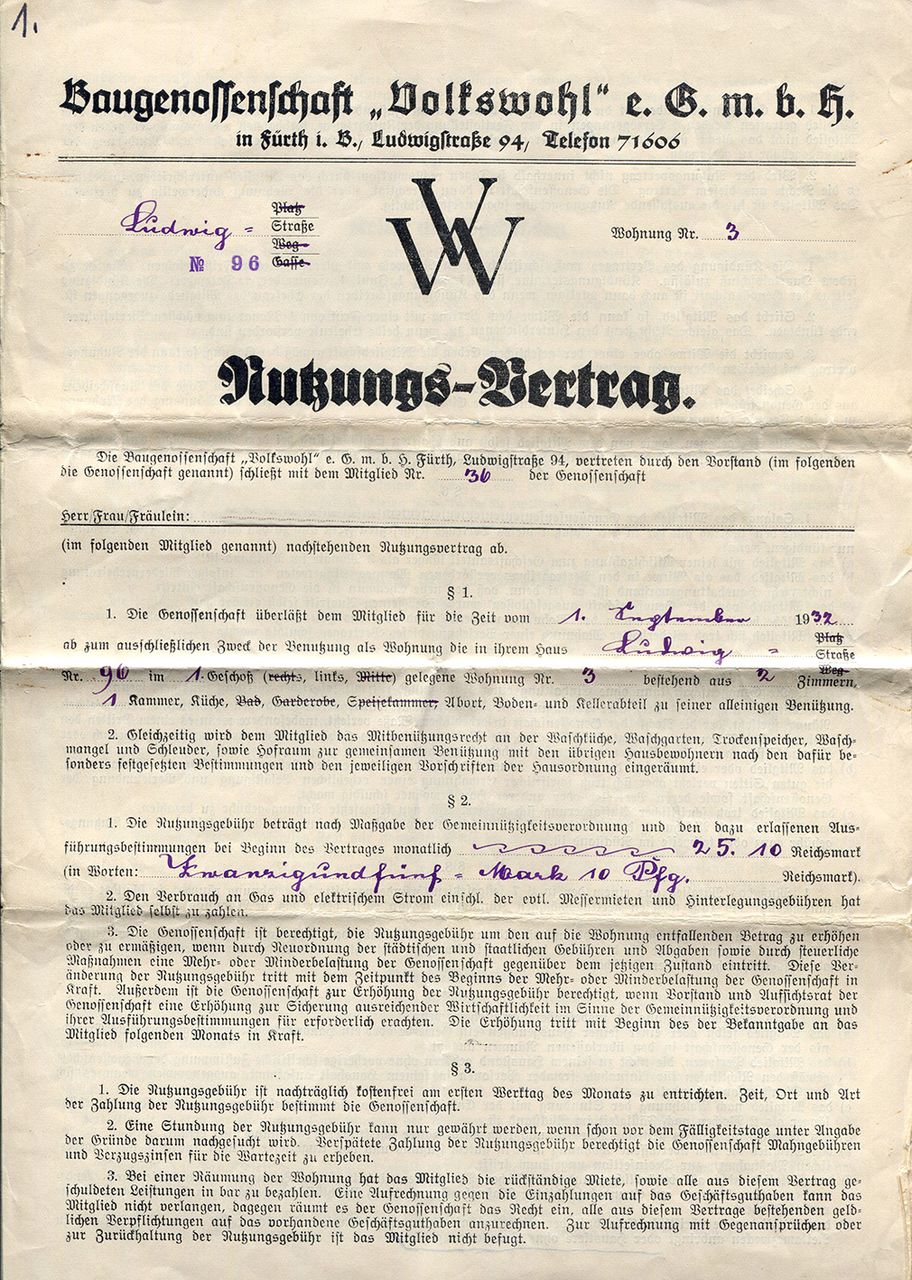 1.
Baugenossenschaft „Volkswohl“ e. G. m. b. H.
in Fürth i. B., Ludwigstraße 94, Telefon 71606
Platz
Ludwig = Straße
Weg
№ 96 Gasse
VW
Wohnung Nr. 3
Nutzungs-Vertrag.
Die Baugenossenschaft „Volkswohl“ e. G. m. b. H. Fürth, Ludwigstraße 94, vertreten durch den Vorstand (im folgenden
die Genossenschaft genannt) schließt mit dem Mitglied Nr. 36 der Genossenschaft
Herr/Frau/Fräulein:
(im folgenden Mitglied genannt) nachstehenden Nutzungsvertrag ab.
§ 1.
1. Die Genossenschaft überläßt dem Mitglied für die Zeit vom 1. September 1932
Platz
ab zum ausschließlichen Zweck der Benutzung als Wohnung die in ihrem Haus Ludwig = Straße
Weg
Nr. 96 im 1. Geschoß (rechts, links, Mitte) gelegene Wohnung Nr. 3 bestehend aus 2 Zimmern,
1 Kammer, Küche, Bad, Garderobe, Speisekammer, Abort, Boden- und Kellerabteil zu seiner alleinigen Benützung.
2. Gleichzeitig wird dem Mitglied das Mitbenützungsrecht an der Waschküche, Waschgarten, Trockenspeicher, Wasch-
mangel und Schleuder, sowie Hofraum zur gemeinsamen Benützung mit den übrigen Hausbewohnern nach den dafür be-
sonders festgesetzten Bestimmungen und den jeweiligen Vorschriften der Hausordnung eingeräumt.
§ 2.
1. Die Nutzungsgebühr beträgt nach Maßgabe der Gemeinnützigkeitsverordnung und den dazu erlassenen Aus-
führungsbestimmungen bei Beginn des Vertrages monatlich 25. 10 Reichsmark
(in Worten: Zwanzigundfünf = Mark 10 Pfg. Reichsmark).
2. Den Verbrauch an Gas und elektrischem Strom einschl. der evtl. Messermieten und Hinterlegungsgebühren hat
das Mitglied selbst zu zahlen.
3. Die Genossenschaft ist berechtigt, die Nutzungsgebühr um den auf die Wohnung entfallenden Betrag zu erhöhen
oder zu ermäßigen, wenn durch Neuordnung der städtischen und staatlichen Gebühren und Abgaben sowie durch steuerliche
Maßnahmen eine Mehr- oder Minderbelastung der Genossenschaft gegenüber dem jetzigen Zustand eintritt. Diese Ver-
änderung der Nutzungsgebühr tritt mit dem Zeitpunkt des Beginns der Mehr- oder Minderbelastung der Genossenschaft in
Kraft. Außerdem ist die Genossenschaft zur Erhöhung der Nutzungsgebühr berechtigt, wenn Vorstand und Aufsichtsrat der
Genossenschaft eine Erhöhung zur Sicherung ausreichender Wirtschaftlichkeit im Sinne der Gemeinnützigkeitsverordnung und
ihrer Ausführungsbestimmungen für erforderlich erachten. Die Erhöhung tritt mit Beginn des der Bekanntgabe an das
Mitglied folgenden Monats in Kraft.
§ 3.
1. Die Nutzungsgebühr ist nachträglich kostenfrei am ersten Werktag des Monats zu entrichten. Zeit, Ort und Art
der Zahlung der Nutzungsgebühr bestimmt die Genossenschaft.
2. Eine Stundung der Nutzungsgebühr kann nur gewährt werden, wenn schon vor dem Fälligkeitstage unter Angabe
der Gründe darum nachgesucht wird. Verspätete Zahlung der Nutzungsgebühr berechtigt die Genossenschaft Mahngebühren
und Verzugszinsen für die Wartezeit zu erheben.
3. Bei einer Räumung der Wohnung hat das Mitglied die rückständige Miete, sowie alle aus diesem Vertrag ge-
schuldeten Leistungen in bar zu bezahlen. Eine Aufrechnung gegen die Einzahlungen auf das Geschäftsguthaben kann das
Mitglied nicht verlangen, dagegen räumt es der Genossenschaft das Recht ein, alle aus diesem Vertrage bestehenden geld-
lichen Verpflichtungen auf das vorhandene Geschäftsguthaben anzurechnen. Zur Aufrechnung mit Gegenansprüchen oder
zur Zurückhaltung der Nutzungsgebühr ist das Mitglied nicht befugt.